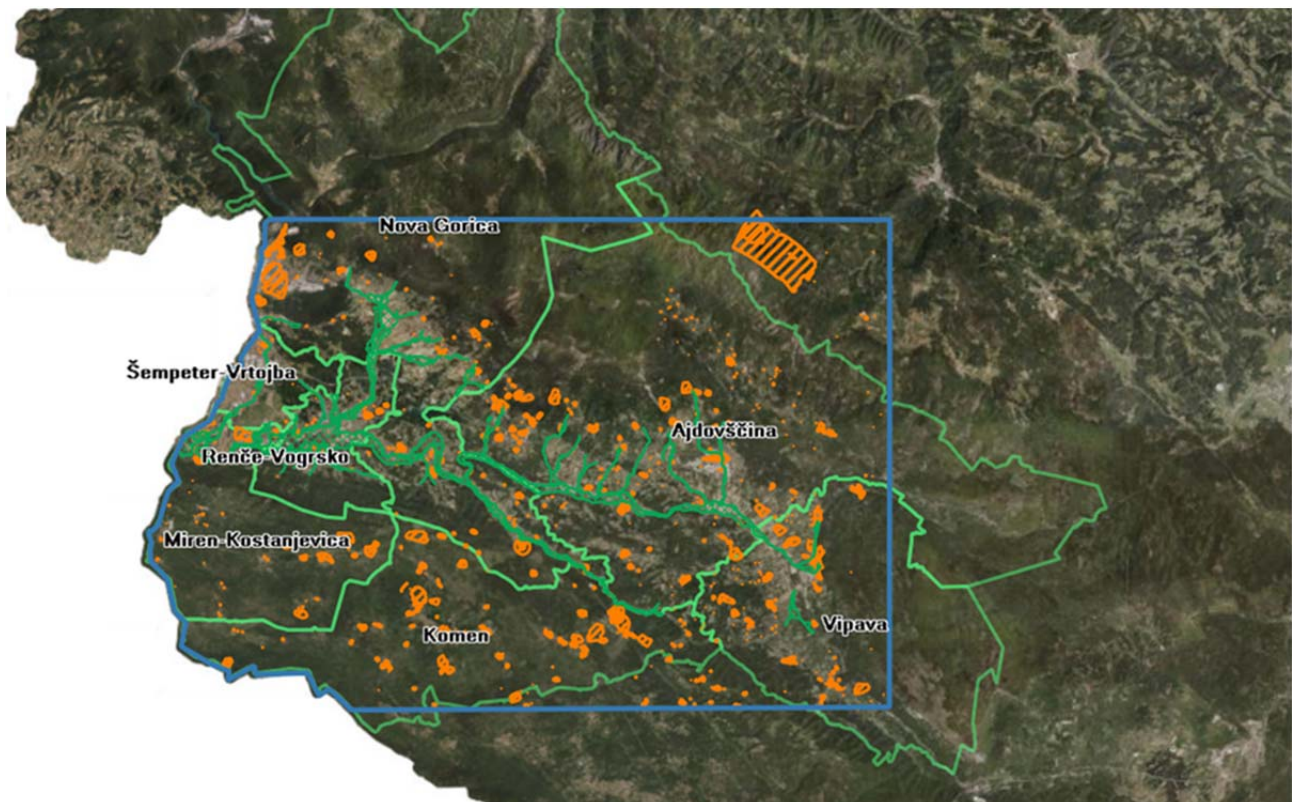 Nova Gorica
Šempeter-Vrtojba
Ajdovščina
Renče-Vogrsko
Miren-Kostanjevica
Vipava
Komen